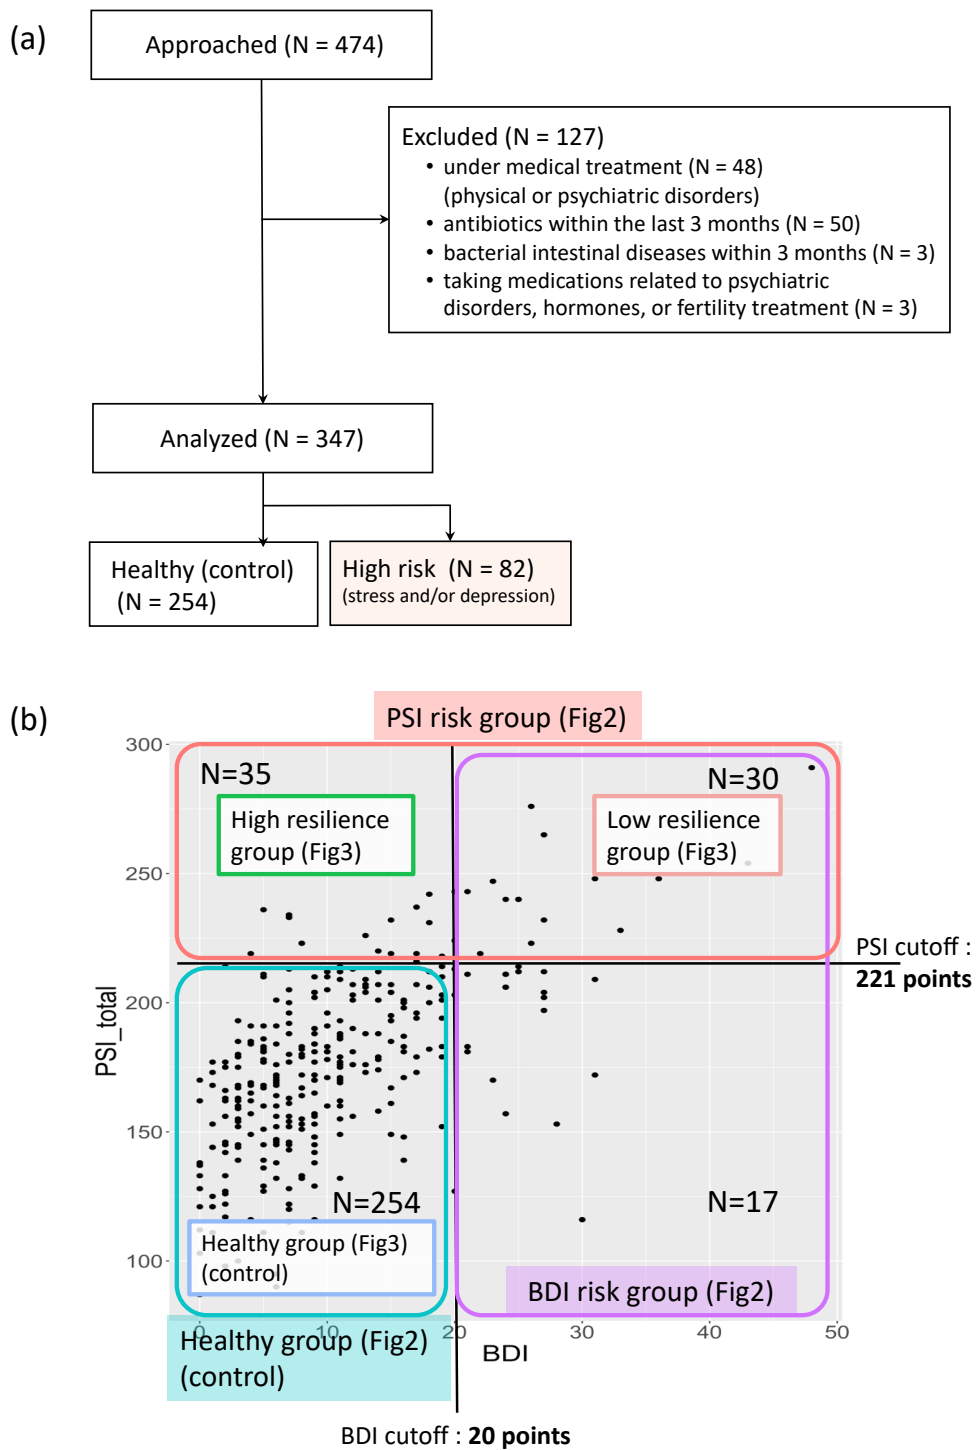 (a)
Approached (N = 474)
Excluded (N = 127)
• under medical treatment (N = 48)
(physical or psychiatric disorders)
• antibiotics within the last 3 months (N = 50)
• bacterial intestinal diseases within 3 months (N = 3)
• taking medications related to psychiatric
disorders, hormones, or fertility treatment (N = 3)
Analyzed (N = 347)
Healthy (control)
(N = 254)
High risk (N = 82)
(stress and/or depression)
(b)
PSI risk group (Fig2)
300
N=35
N=30
High resilience
group (Fig3)
Low resilience
group (Fig3)
250
PSI cutoff :
221 points
200
PSI_total
150
N=254
N=17
Healthy group (Fig3)
(control)
100
BDI risk group (Fig2)
0
10
20
30
40
50
Healthy group (Fig2)
(control)
BDI
BDI cutoff : 20 points